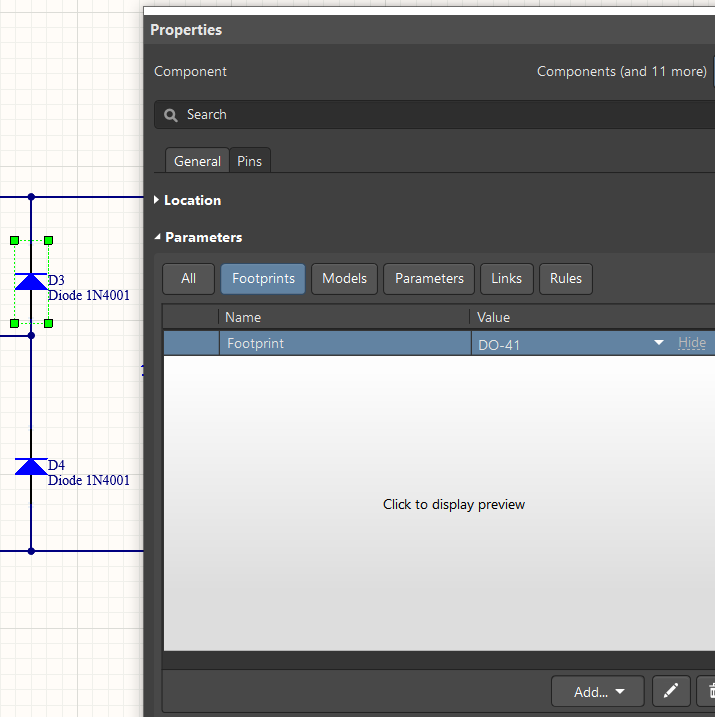 Properties
Component
Components (and 11 more)
Search
General
Pins
Location
Parameters
All
Footprints
Models
Parameters
Links
Rules
Name
Value
Footprint
DO-41
Hide
Click to display preview
Add...
D3
Diode 1N4001
D4
Diode 1N4001